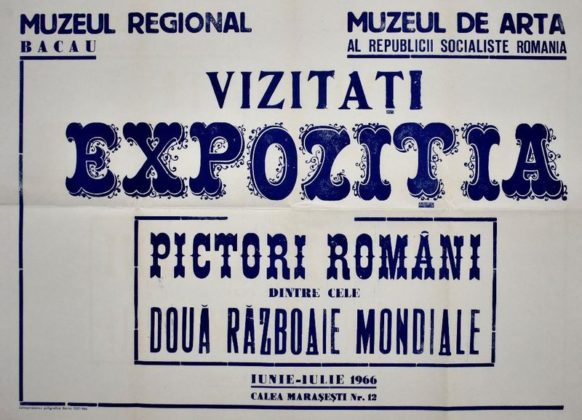 MUZEUL REGIONAL
BACAU
MUZEUL DE ARTA
AL REPUBLICII SOCIALISTE ROMANIA
VIZITAȚI
EXPOZIȚIA
PICTORI ROMÂNI
DINTRE CELE
DOUĂ RĂZBOAIE MONDIALE
IUNIE-IULIE 1966
CALEA MARAȘEȘTI Nr. 12